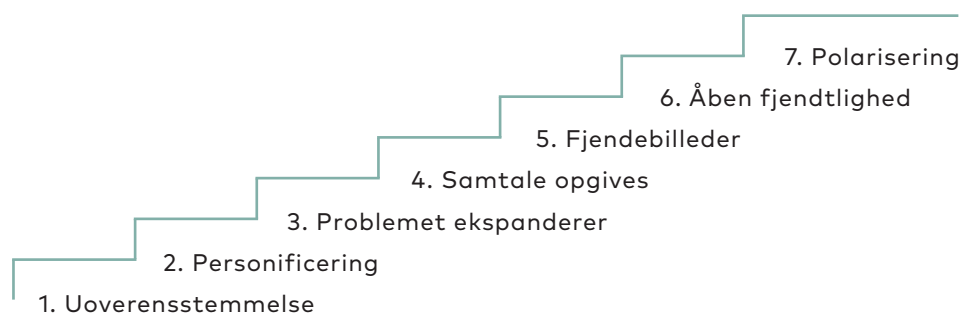 7. Polarisering
6. Åben fjendtlighed
5. Fjendebilleder
4. Samtale opgives
3. Problemet ekspanderer
2. Personificering
1. Uoverensstemmelse